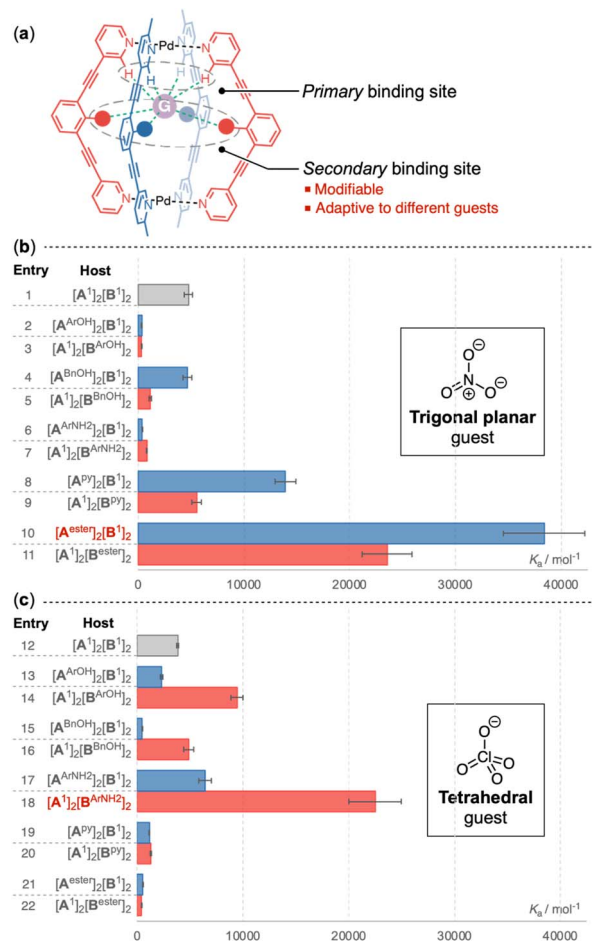 (a)
N Pd N
N N
H H H H
G
N Pd N
N N
Primary binding site
Secondary binding site
▪ Modifiable
▪ Adaptive to different guests
(b)
Entry Host
1 [A¹]₂[B¹]₂
2 [Aᴬʳᴼᴴ]₂[B¹]₂
3 [A¹]₂[Bᴬʳᴼᴴ]₂
4 [Aᴮⁿᴼᴴ]₂[B¹]₂
5 [A¹]₂[Bᴮⁿᴼᴴ]₂
6 [Aᴬʳᴺᴴ²]₂[B¹]₂
7 [A¹]₂[Bᴬʳᴺᴴ²]₂
8 [Aᵖʸ]₂[B¹]₂
9 [A¹]₂[Bᵖʸ]₂
10 [Aᵉˢᵗᵉʳ]₂[B¹]₂
11 [A¹]₂[Bᵉˢᵗᵉʳ]₂
O⊖
O N⊕ O⊖
Trigonal planar
guest
Kₐ / mol⁻¹
0 10000 20000 30000 40000
(c)
Entry Host
12 [A¹]₂[B¹]₂
13 [Aᴬʳᴼᴴ]₂[B¹]₂
14 [A¹]₂[Bᴬʳᴼᴴ]₂
15 [Aᴮⁿᴼᴴ]₂[B¹]₂
16 [A¹]₂[Bᴮⁿᴼᴴ]₂
17 [Aᴬʳᴺᴴ²]₂[B¹]₂
18 [A¹]₂[Bᴬʳᴺᴴ²]₂
19 [Aᵖʸ]₂[B¹]₂
20 [A¹]₂[Bᵖʸ]₂
21 [Aᵉˢᵗᵉʳ]₂[B¹]₂
22 [A¹]₂[Bᵉˢᵗᵉʳ]₂
O⊖
O Cl O
O
Tetrahedral
guest
Kₐ / mol⁻¹
0 10000 20000 30000 40000